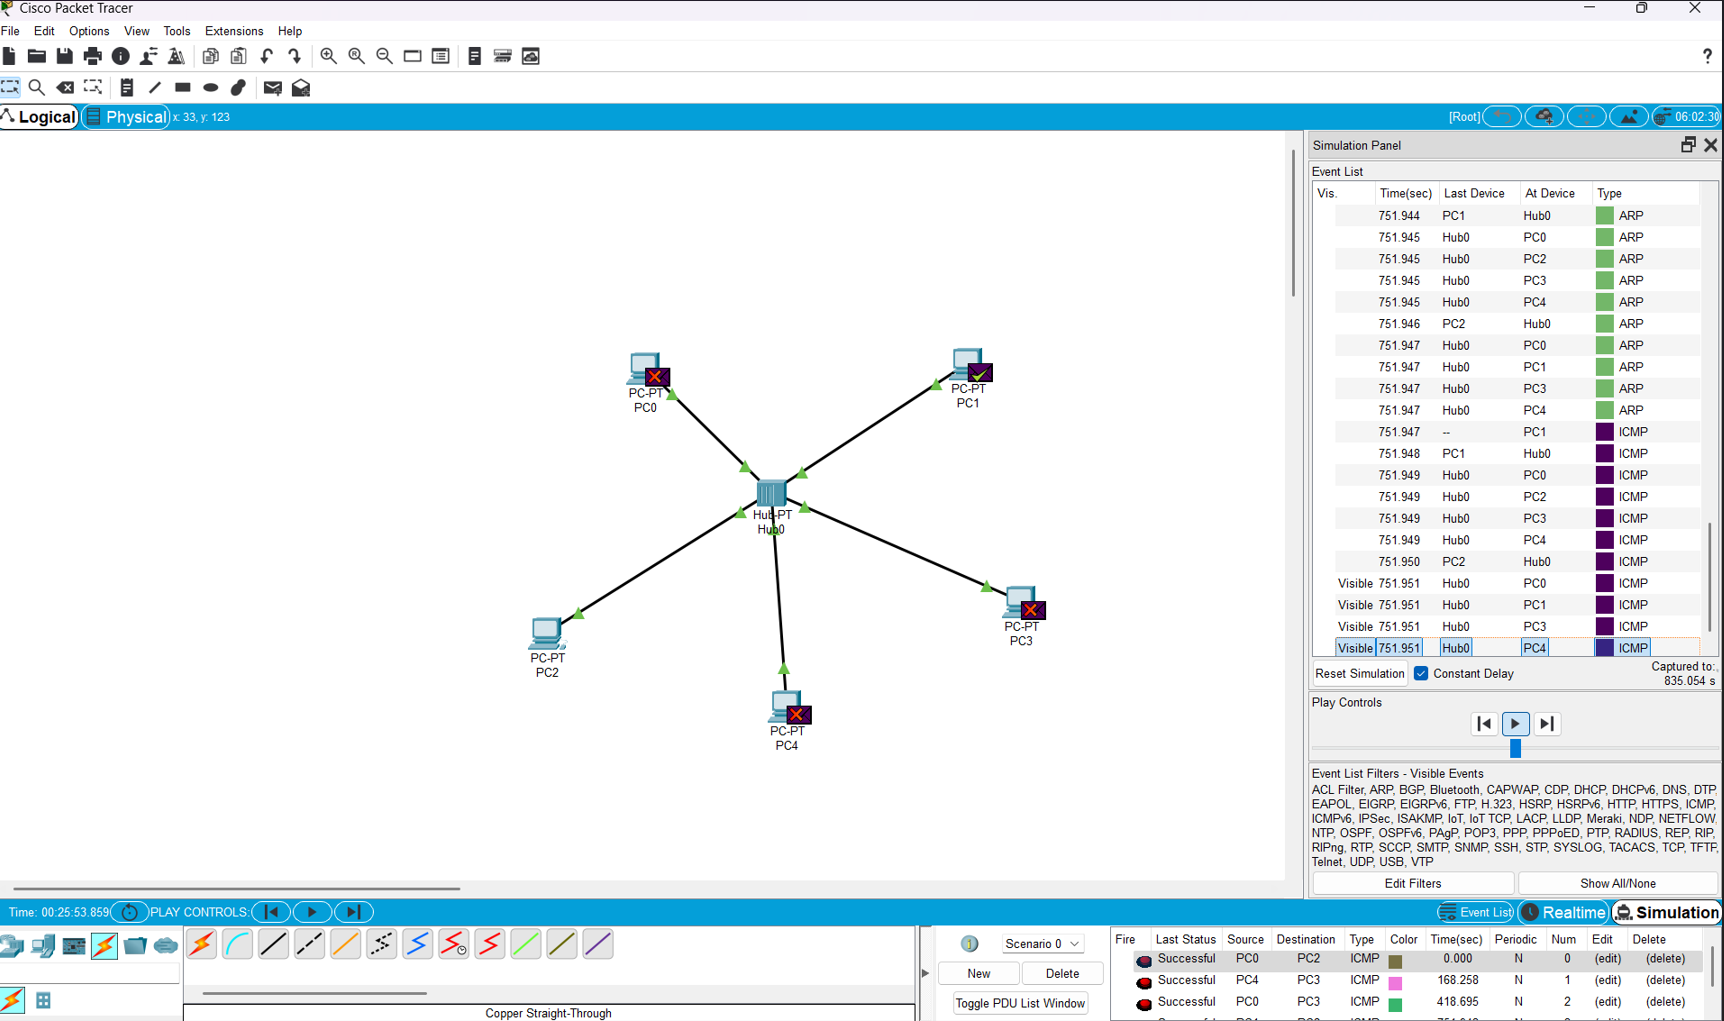 Cisco Packet Tracer
File Edit Options View Tools Extensions Help
?
Logical Physical x: 33, y: 123
[Root] 06:02:30
Simulation Panel
Event List
Vis. Time(sec) Last Device At Device Type
751.944 PC1 Hub0 ARP
751.945 Hub0 PC0 ARP
751.945 Hub0 PC2 ARP
751.945 Hub0 PC3 ARP
751.945 Hub0 PC4 ARP
751.946 PC2 Hub0 ARP
751.947 Hub0 PC0 ARP
751.947 Hub0 PC1 ARP
751.947 Hub0 PC3 ARP
751.947 Hub0 PC4 ARP
751.947 -- PC1 ICMP
751.948 PC1 Hub0 ICMP
751.949 Hub0 PC0 ICMP
751.949 Hub0 PC2 ICMP
751.949 Hub0 PC3 ICMP
751.949 Hub0 PC4 ICMP
751.950 PC2 Hub0 ICMP
Visible 751.951 Hub0 PC0 ICMP
Visible 751.951 Hub0 PC1 ICMP
Visible 751.951 Hub0 PC3 ICMP
Visible 751.951 Hub0 PC4 ICMP
Reset Simulation Constant Delay
Captured to:
835.054 s
Play Controls
Event List Filters - Visible Events
ACL Filter, ARP, BGP, Bluetooth, CAPWAP, CDP, DHCP, DHCPv6, DNS, DTP,
EAPOL, EIGRP, EIGRPv6, FTP, H.323, HSRP, HSRPv6, HTTP, HTTPS, ICMP,
ICMPv6, IPSec, ISAKMP, IoT, IoT TCP, LACP, LLDP, Meraki, NDP, NETFLOW,
NTP, OSPF, OSPFv6, PAgP, POP3, PPP, PPPoED, PTP, RADIUS, REP, RIP,
RIPng, RTP, SCCP, SMTP, SNMP, SSH, STP, SYSLOG, TACACS, TCP, TFTP,
Telnet, UDP, USB, VTP
Edit Filters Show All/None
PC-PT
PC0
PC-PT
PC1
Hub-PT
Hub0
PC-PT
PC3
PC-PT
PC2
PC-PT
PC4
Time: 00:25:53.859 PLAY CONTROLS:
Event List Realtime Simulation
Copper Straight-Through
Scenario 0
New Delete
Toggle PDU List Window
Fire Last Status Source Destination Type Color Time(sec) Periodic Num Edit Delete
Successful PC0 PC2 ICMP 0.000 N 0 (edit) (delete)
Successful PC4 PC3 ICMP 168.258 N 1 (edit) (delete)
Successful PC0 PC3 ICMP 418.695 N 2 (edit) (delete)